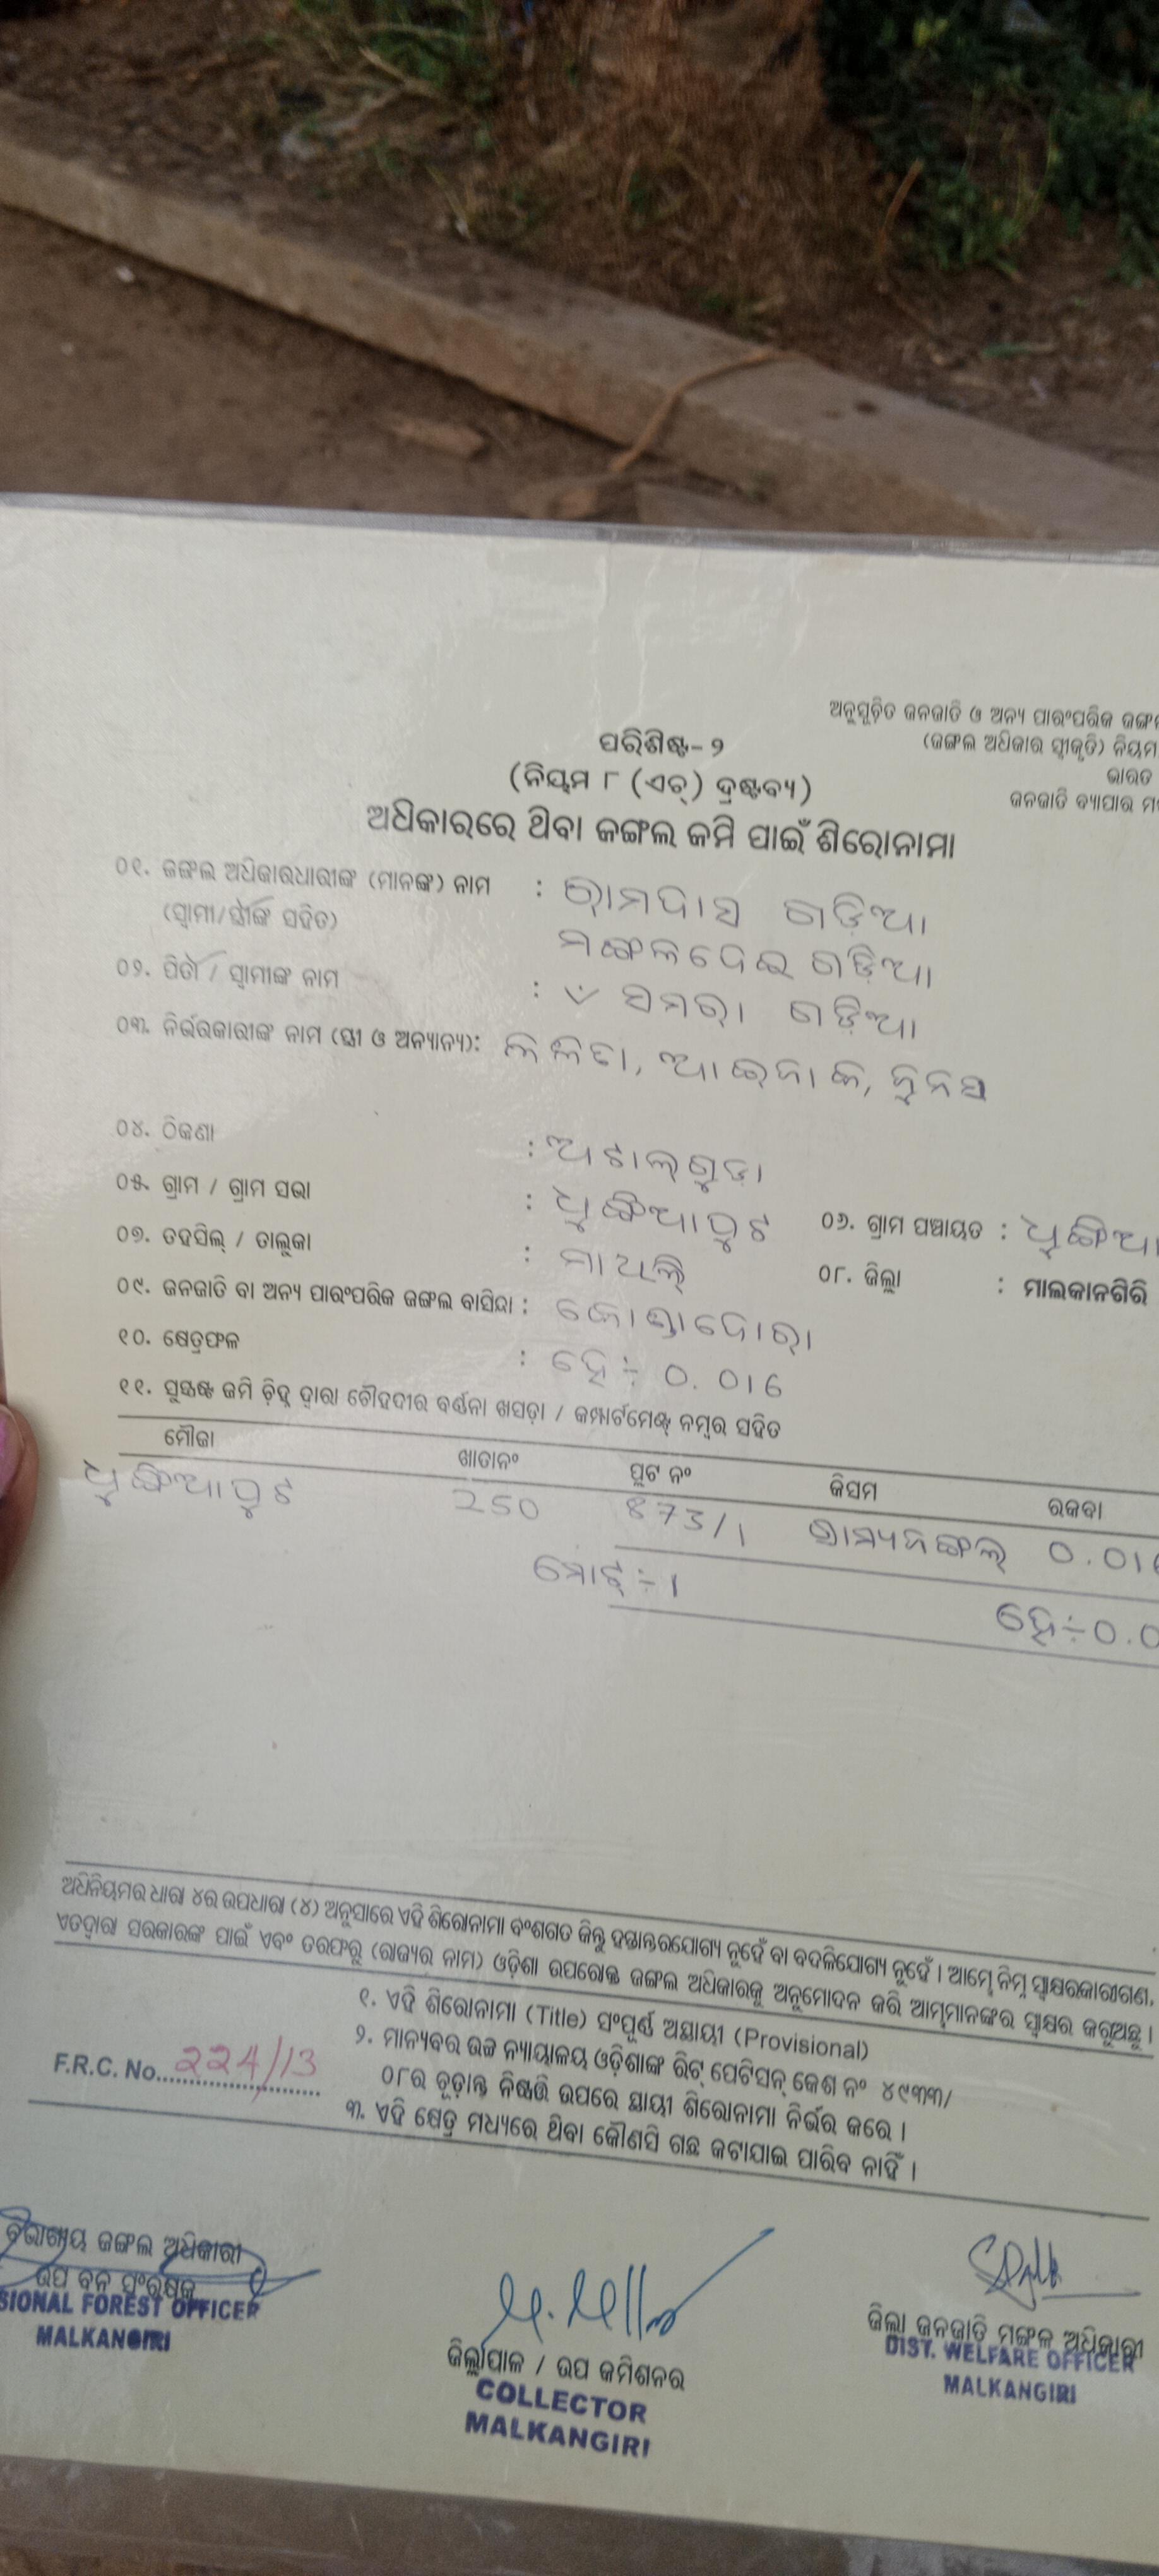 ଅନୁସୂଚିତ ଜନଜାତି ଓ ଅନ୍ୟ ପାରଂପରିକ ଜଙ୍ଗଲ
(ଜଙ୍ଗଲ ଅଧିକାର ସ୍ୱୀକୃତି) ନିୟମ
ଭାରତ
ଜନଜାତି ବ୍ୟାପାର
ପରିଶିଷ୍ଟ- ୨
(ନିୟମ ୮ (ଏଚ୍) ଦ୍ରଷ୍ଟବ୍ୟ)
ଅଧିକାରରେ ଥିବା ଜଙ୍ଗଲ ଜମି ପାଇଁ ଶିରୋନାମା
୦୧. ଜଙ୍ଗଲ ଅଧିକାରଧାରୀଙ୍କ (ମାନଙ୍କ) ନାମ : ରାମଦାସ ଗଡ଼ିଆ
(ସ୍ୱାମୀ/ସ୍ତ୍ରୀଙ୍କ ସହିତ) ମଙ୍ଗଳଦେଇ ଗଡ଼ିଆ
୦୨. ପିତା / ସ୍ୱାମୀଙ୍କ ନାମ : ସମରା ଗଡ଼ିଆ
୦୩. ନିର୍ଭରକାରୀଙ୍କ ନାମ (ସ୍ତ୍ରୀ ଓ ଅନ୍ୟାନ୍ୟ):
୦୪. ଠିକଣା : ଅଟାଲ୍‌ଗୁଡା
୦୫. ଗ୍ରାମ / ଗ୍ରାମ ସଭା : ଧୁଙ୍ଗିଆପୁଟ ୦୬. ଗ୍ରାମ ପଞ୍ଚାୟତ : ଧୁଙ୍ଗିଆ
୦୭. ତହସିଲ୍ / ତାଲୁକା : ମାଥିଲି ୦୮. ଜିଲ୍ଲା : ମାଲକାନଗିରି
୦୯. ଜନଜାତି ବା ଅନ୍ୟ ପାରଂପରିକ ଜଙ୍ଗଲ ବାସିନ୍ଦା : କୋଣ୍ଡାଦୋରା
୧୦. କ୍ଷେତ୍ରଫଳ : ହେ÷ 0.016
୧୧. ସୁସ୍ପଷ୍ଟ ଜମି ଚିହ୍ନ ଦ୍ୱାରା ଚୌହଦୀର ବର୍ଣ୍ଣନା ଖସଡ଼ା / କମ୍ପାର୍ଟମେଣ୍ଟ ନମ୍ବର ସହିତ
ମୌଜା ଖାତାନଂ ପ୍ଲଟ ନଂ କିସମ ରକବା
ଧୁଙ୍ଗିଆପୁଟ 250 873/1 ଗ୍ରାମ୍ୟଜଙ୍ଗଲ୍ 0.016
ମୋଟ୍ ÷ 1 ହେ÷0.0
ଅଧିନିୟମର ଧାରା ୪ର ଉପଧାରା (୪) ଅନୁସାରେ ଏହି ଶିରୋନାମା ବଂଶଗତ କିନ୍ତୁ ହସ୍ତାନ୍ତରଯୋଗ୍ୟ ନୁହେଁ ବା ବଦଳିଯୋଗ୍ୟ ନୁହେଁ । ଆମ୍ଭେ ନିମ୍ନ ସ୍ୱାକ୍ଷରକାରୀଗଣ,
ଏତଦ୍ୱାରା ସରକାରଙ୍କ ପାଇଁ ଏବଂ ତରଫରୁ (ରାଜ୍ୟର ନାମ) ଓଡ଼ିଶା ଉପରୋକ୍ତ ଜଙ୍ଗଲ ଅଧିକାରକୁ ଅନୁମୋଦନ କରି ଆମ୍ଭମାନଙ୍କର ସ୍ୱାକ୍ଷର କରୁଅଛୁ ।
୧. ଏହି ଶିରୋନାମା (Title) ସଂପୂର୍ଣ୍ଣ ଅସ୍ଥାୟୀ (Provisional)
୨. ମାନ୍ୟବର ଉଚ୍ଚ ନ୍ୟାୟାଳୟ ଓଡ଼ିଶାଙ୍କ ରିଟ୍ ପେଟିସନ୍ କେଶ ନଂ ୪୯୩୩/
୦୮ର ଚୂଡ଼ାନ୍ତ ନିଷ୍ପତ୍ତି ଉପରେ ସ୍ଥାୟୀ ଶିରୋନାମା ନିର୍ଭର କରେ ।
F.R.C. No. 224/13
୩. ଏହି କ୍ଷେତ୍ର ମଧ୍ୟରେ ଥିବା କୌଣସି ଗଛ କଟାଯାଇ ପାରିବ ନାହିଁ ।
ବିଭାଗୀୟ ଜଙ୍ଗଲ ଅଧିକାରୀ
ଉପ ବନ ସଂରକ୍ଷକ
SIONAL FOREST OFFICER
MALKANGIRI
ଜିଲ୍ଲାପାଳ / ଉପ କମିଶନର
COLLECTOR
MALKANGIRI
ଜିଲ୍ଲା ଜନଜାତି ମଙ୍ଗଳ ଅଧିକାରୀ
DIST. WELFARE OFFICER
MALKANGIRI